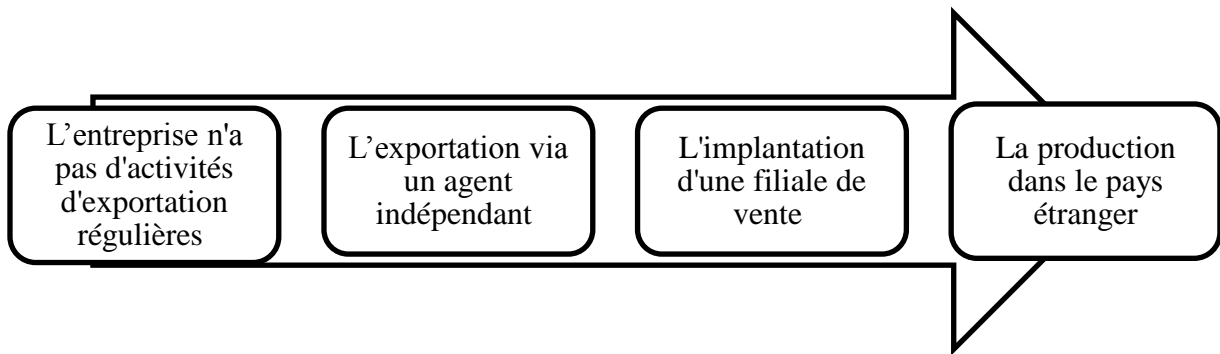 L’entreprise n'a
pas d'activités
d'exportation
régulières
L’exportation via
un agent
indépendant
L'implantation
d'une filiale de
vente
La production
dans le pays
étranger